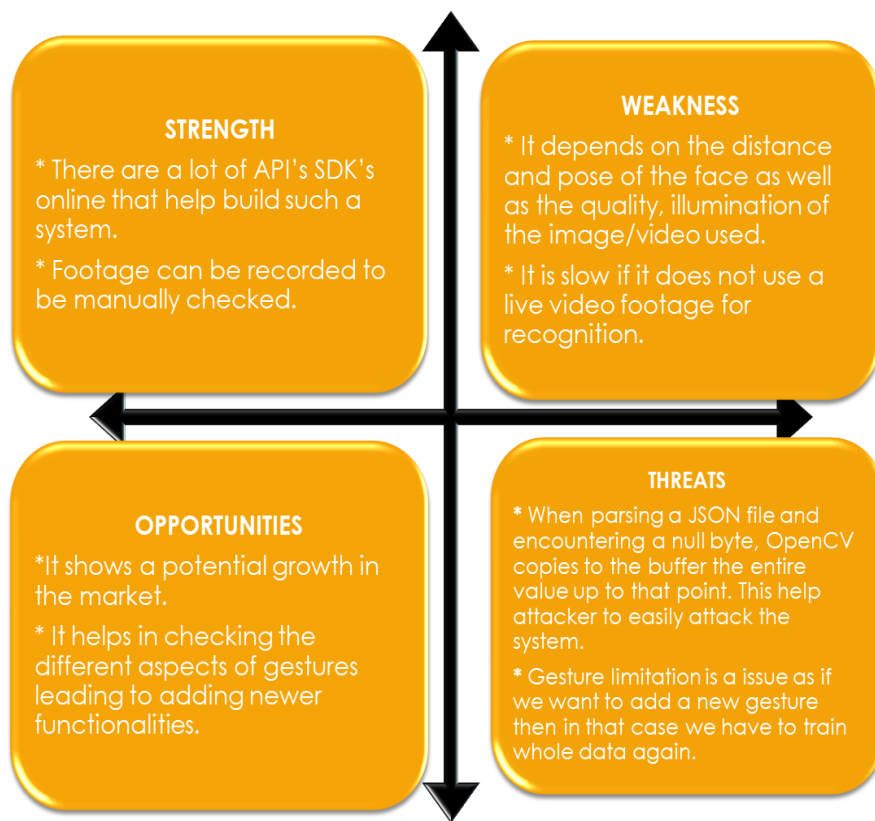 STRENGTH
* There are a lot of API's SDK's
online that help build such a
system.
* Footage can be recorded to
be manually checked.
WEAKNESS
* It depends on the distance
and pose of the face as well
as the quality, illumination of
the image/video used.
* It is slow if it does not use a
live video footage for
recognition.
OPPORTUNITIES
*It shows a potential growth in
the market.
* It helps in checking the
different aspects of gestures
leading to adding newer
functionalities.
THREATS
* When parsing a JSON file and
encountering a null byte, OpenCV
copies to the buffer the entire
value up to that point. This help
attacker to easily attack the
system.
* Gesture limitation is a issue as if
we want to add a new gesture
then in that case we have to train
whole data again.